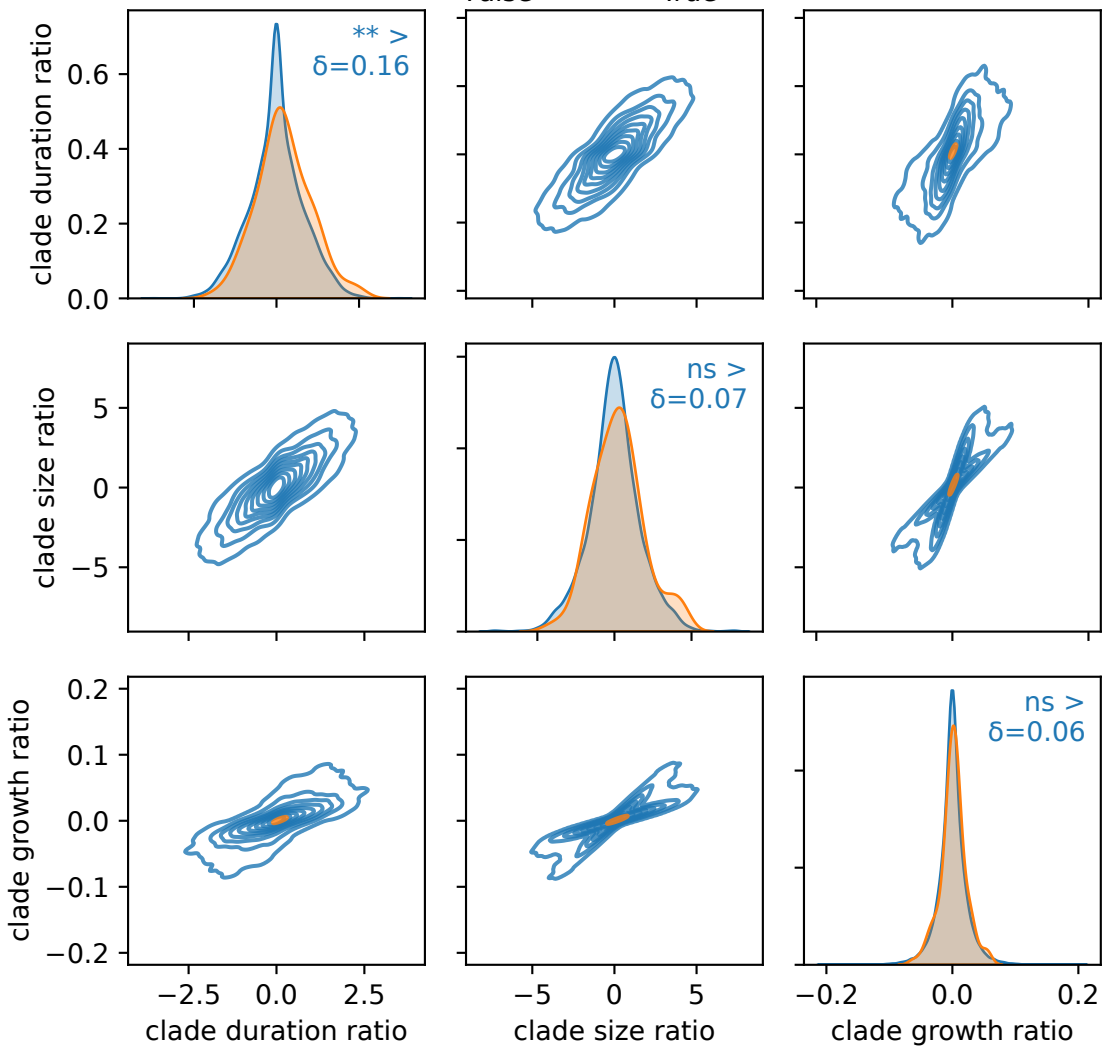 clade duration ratio
0.6
0.4
0.2
0.0
** >
δ=0.16
clade size ratio
5
0
−5
ns >
δ=0.07
clade growth ratio
0.2
0.1
0.0
−0.1
−0.2
ns >
δ=0.06
−2.5 0.0 2.5
−5 0 5
−0.2 0.0 0.2
clade duration ratio
clade size ratio
clade growth ratio